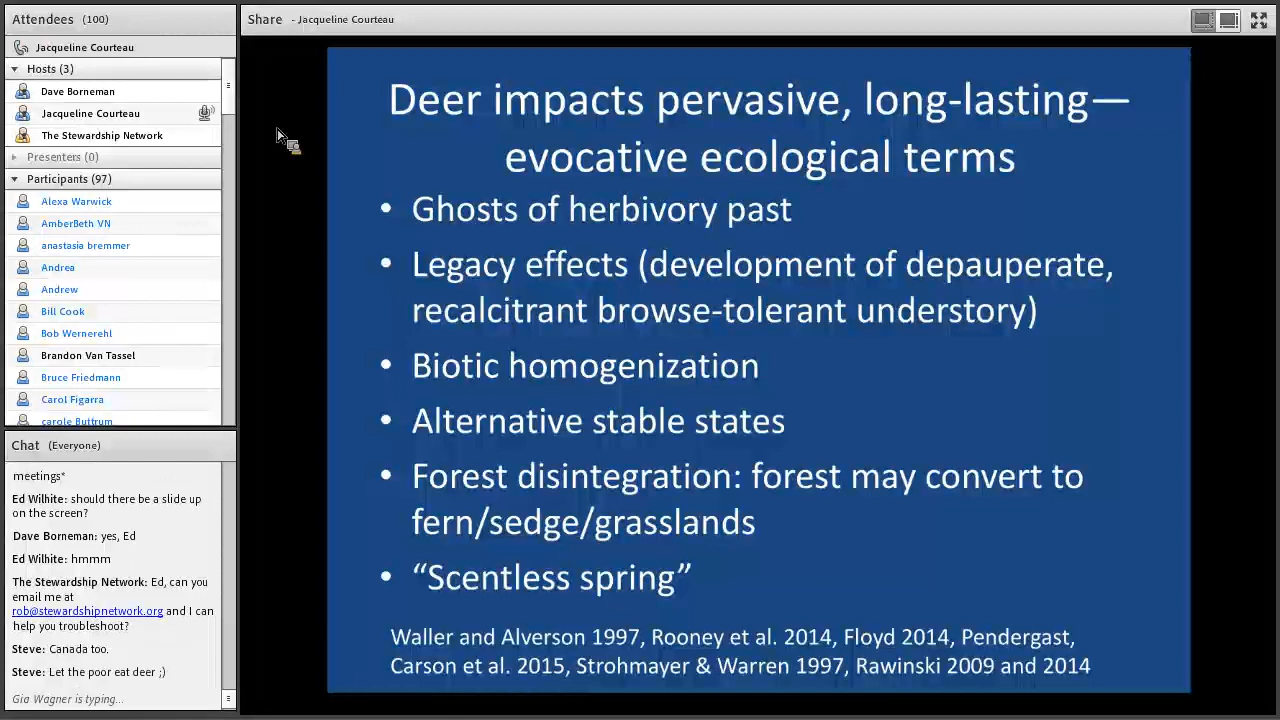 Attendees (100)
Jacqueline Courteau
Hosts (3)
Dave Borneman
Jacqueline Courteau
The Stewardship Network
Presenters (0)
Participants (97)
Alexa Warwick
AmberBeth VN
anastasia bremmer
Andrea
Andrew
Bill Cook
Bob Wernerehl
Brandon Van Tassel
Bruce Friedmann
Carol Figarra
carole Buttrum
Chat (Everyone)
meetings*
Ed Wilhite: should there be a slide up
on the screen?
Dave Borneman: yes, Ed
Ed Wilhite: hmmm
The Stewardship Network: Ed, can you
email me at
rob@stewardshipnetwork.org and I can
help you troubleshoot?
Steve: Canada too.
Steve: Let the poor eat deer ;)
Gia Wagner is typing...
Share - Jacqueline Courteau
Deer impacts pervasive, long-lasting—
evocative ecological terms
• Ghosts of herbivory past
• Legacy effects (development of depauperate,
recalcitrant browse-tolerant understory)
• Biotic homogenization
• Alternative stable states
• Forest disintegration: forest may convert to
fern/sedge/grasslands
• “Scentless spring”
Waller and Alverson 1997, Rooney et al. 2014, Floyd 2014, Pendergast,
Carson et al. 2015, Strohmayer & Warren 1997, Rawinski 2009 and 2014